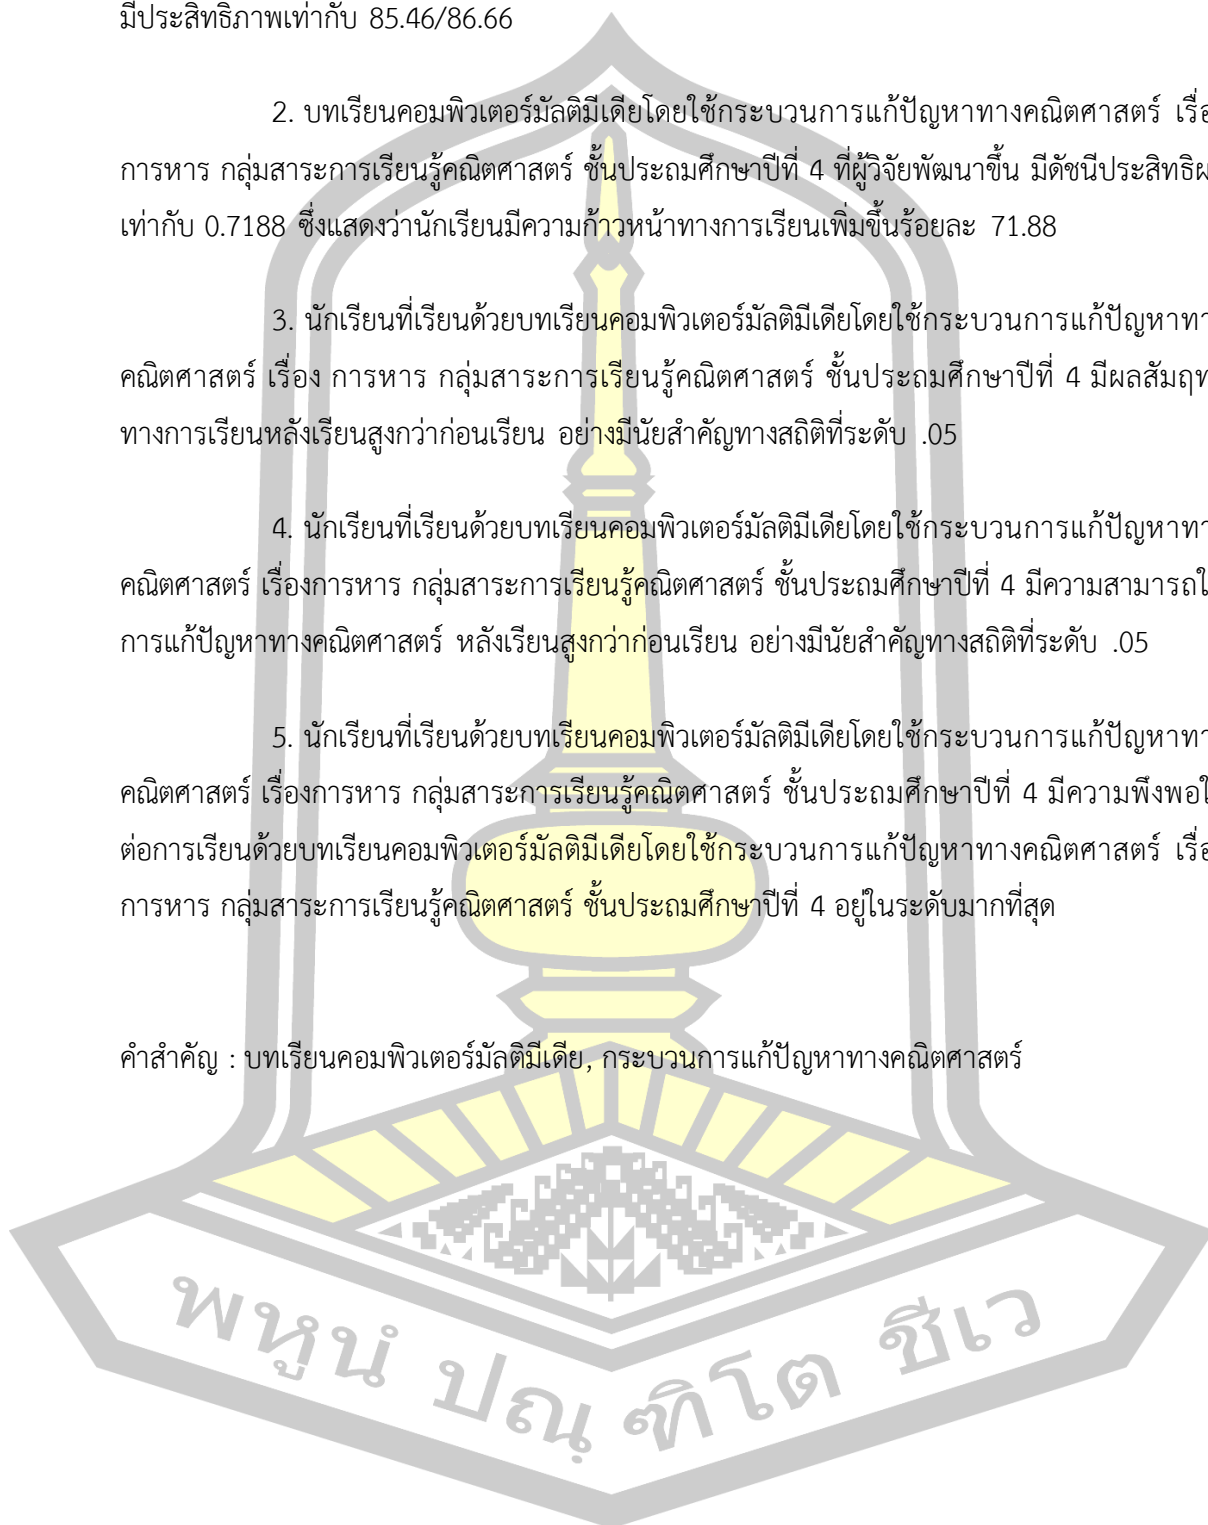 มีประสิทธิภาพเท่ากับ 85.46/86.66
2. บทเรียนคอมพิวเตอร์มัลติมีเดียโดยใช้กระบวนการแก้ปัญหาทางคณิตศาสตร์ เรื่อ
การหาร กลุ่มสาระการเรียนรู้คณิตศาสตร์ ชั้นประถมศึกษาปีที่ 4 ที่ผู้วิจัยพัฒนาขึ้น มีดัชนีประสิทธิผ
เท่ากับ 0.7188 ซึ่งแสดงว่านักเรียนมีความก้าวหน้าทางการเรียนเพิ่มขึ้นร้อยละ 71.88
3. นักเรียนที่เรียนด้วยบทเรียนคอมพิวเตอร์มัลติมีเดียโดยใช้กระบวนการแก้ปัญหาทา
คณิตศาสตร์ เรื่อง การหาร กลุ่มสาระการเรียนรู้คณิตศาสตร์ ชั้นประถมศึกษาปีที่ 4 มีผลสัมฤท
ทางการเรียนหลังเรียนสูงกว่าก่อนเรียน อย่างมีนัยสำคัญทางสถิติที่ระดับ .05
4. นักเรียนที่เรียนด้วยบทเรียนคอมพิวเตอร์มัลติมีเดียโดยใช้กระบวนการแก้ปัญหาทา
คณิตศาสตร์ เรื่องการหาร กลุ่มสาระการเรียนรู้คณิตศาสตร์ ชั้นประถมศึกษาปีที่ 4 มีความสามารถใ
การแก้ปัญหาทางคณิตศาสตร์ หลังเรียนสูงกว่าก่อนเรียน อย่างมีนัยสำคัญทางสถิติที่ระดับ .05
5. นักเรียนที่เรียนด้วยบทเรียนคอมพิวเตอร์มัลติมีเดียโดยใช้กระบวนการแก้ปัญหาทา
คณิตศาสตร์ เรื่องการหาร กลุ่มสาระการเรียนรู้คณิตศาสตร์ ชั้นประถมศึกษาปีที่ 4 มีความพึงพอใ
ต่อการเรียนด้วยบทเรียนคอมพิวเตอร์มัลติมีเดียโดยใช้กระบวนการแก้ปัญหาทางคณิตศาสตร์ เรื่อ
การหาร กลุ่มสาระการเรียนรู้คณิตศาสตร์ ชั้นประถมศึกษาปีที่ 4 อยู่ในระดับมากที่สุด
คำสำคัญ : บทเรียนคอมพิวเตอร์มัลติมีเดีย, กระบวนการแก้ปัญหาทางคณิตศาสตร์
พหูนํ ปณฺ ฑิโต ชีเว